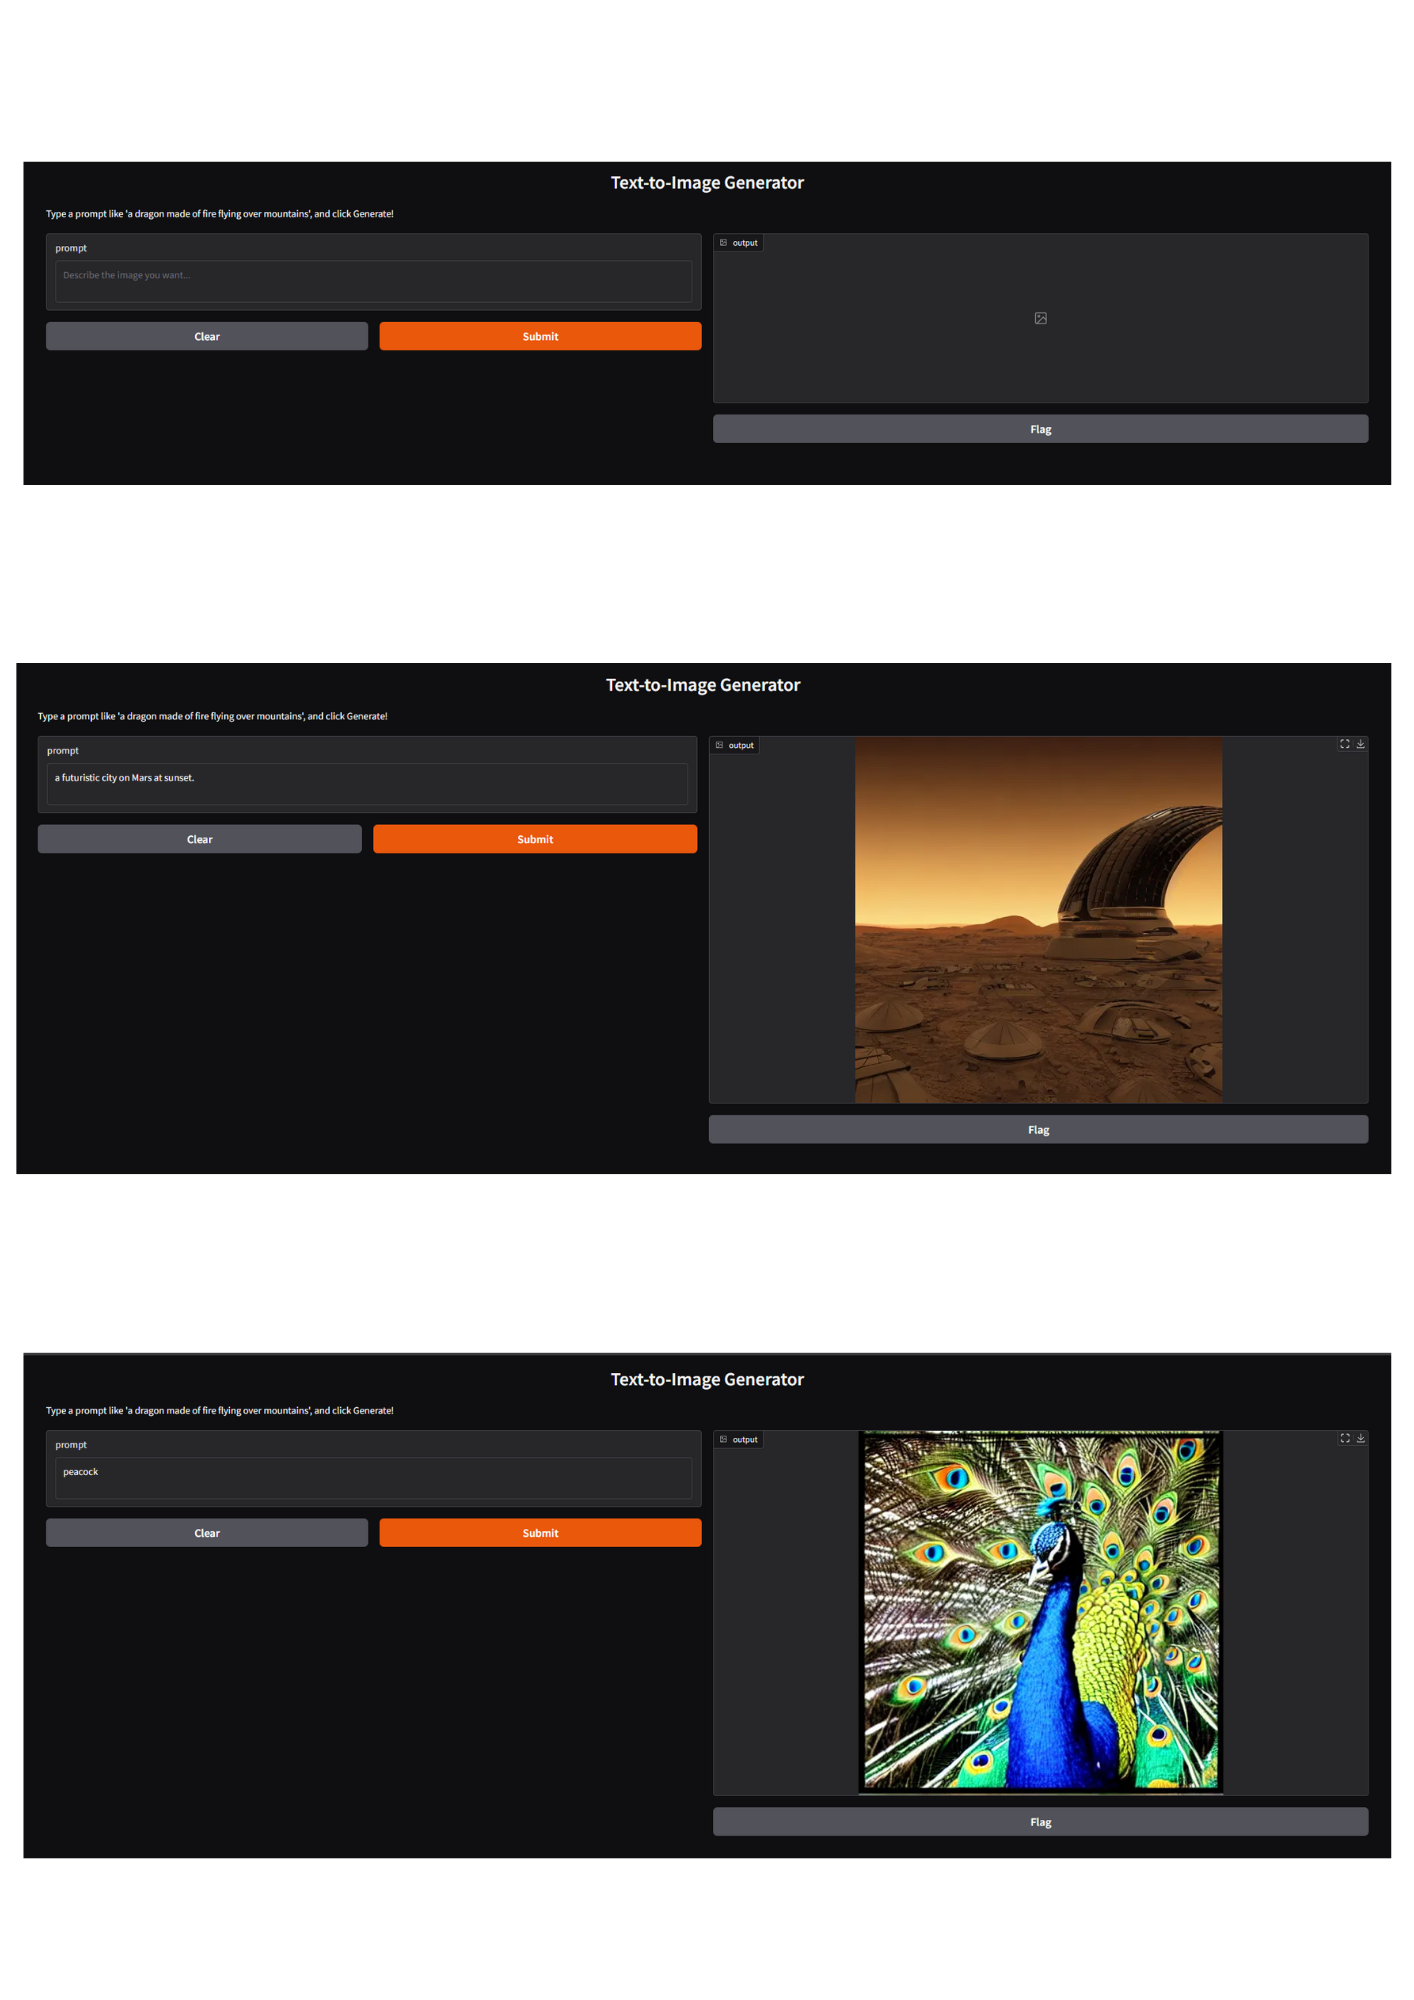 Text-to-Image Generator
Type a prompt like 'a dragon made of fire flying over mountains', and click Generate!
prompt
Describe the image you want...
Clear
Submit
output
Flag
Text-to-Image Generator
Type a prompt like 'a dragon made of fire flying over mountains', and click Generate!
prompt
a futuristic city on Mars at sunset.
Clear
Submit
output
Flag
Text-to-Image Generator
Type a prompt like 'a dragon made of fire flying over mountains', and click Generate!
prompt
peacock
Clear
Submit
output
Flag